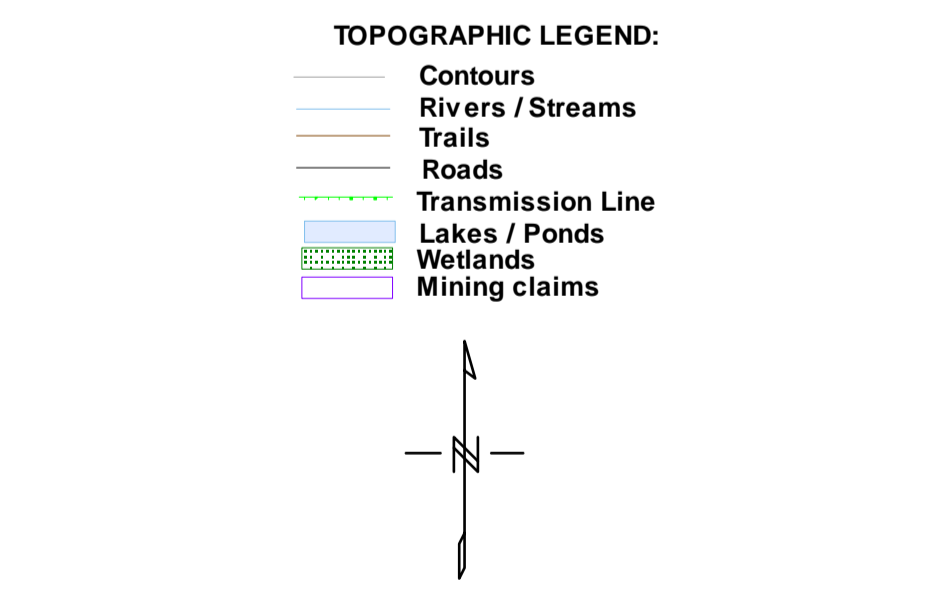 TOPOGRAPHIC LEGEND:
Contours
Rivers / Streams
Trails
Roads
Transmission Line
Lakes / Ponds
Wetlands
Mining claims
N